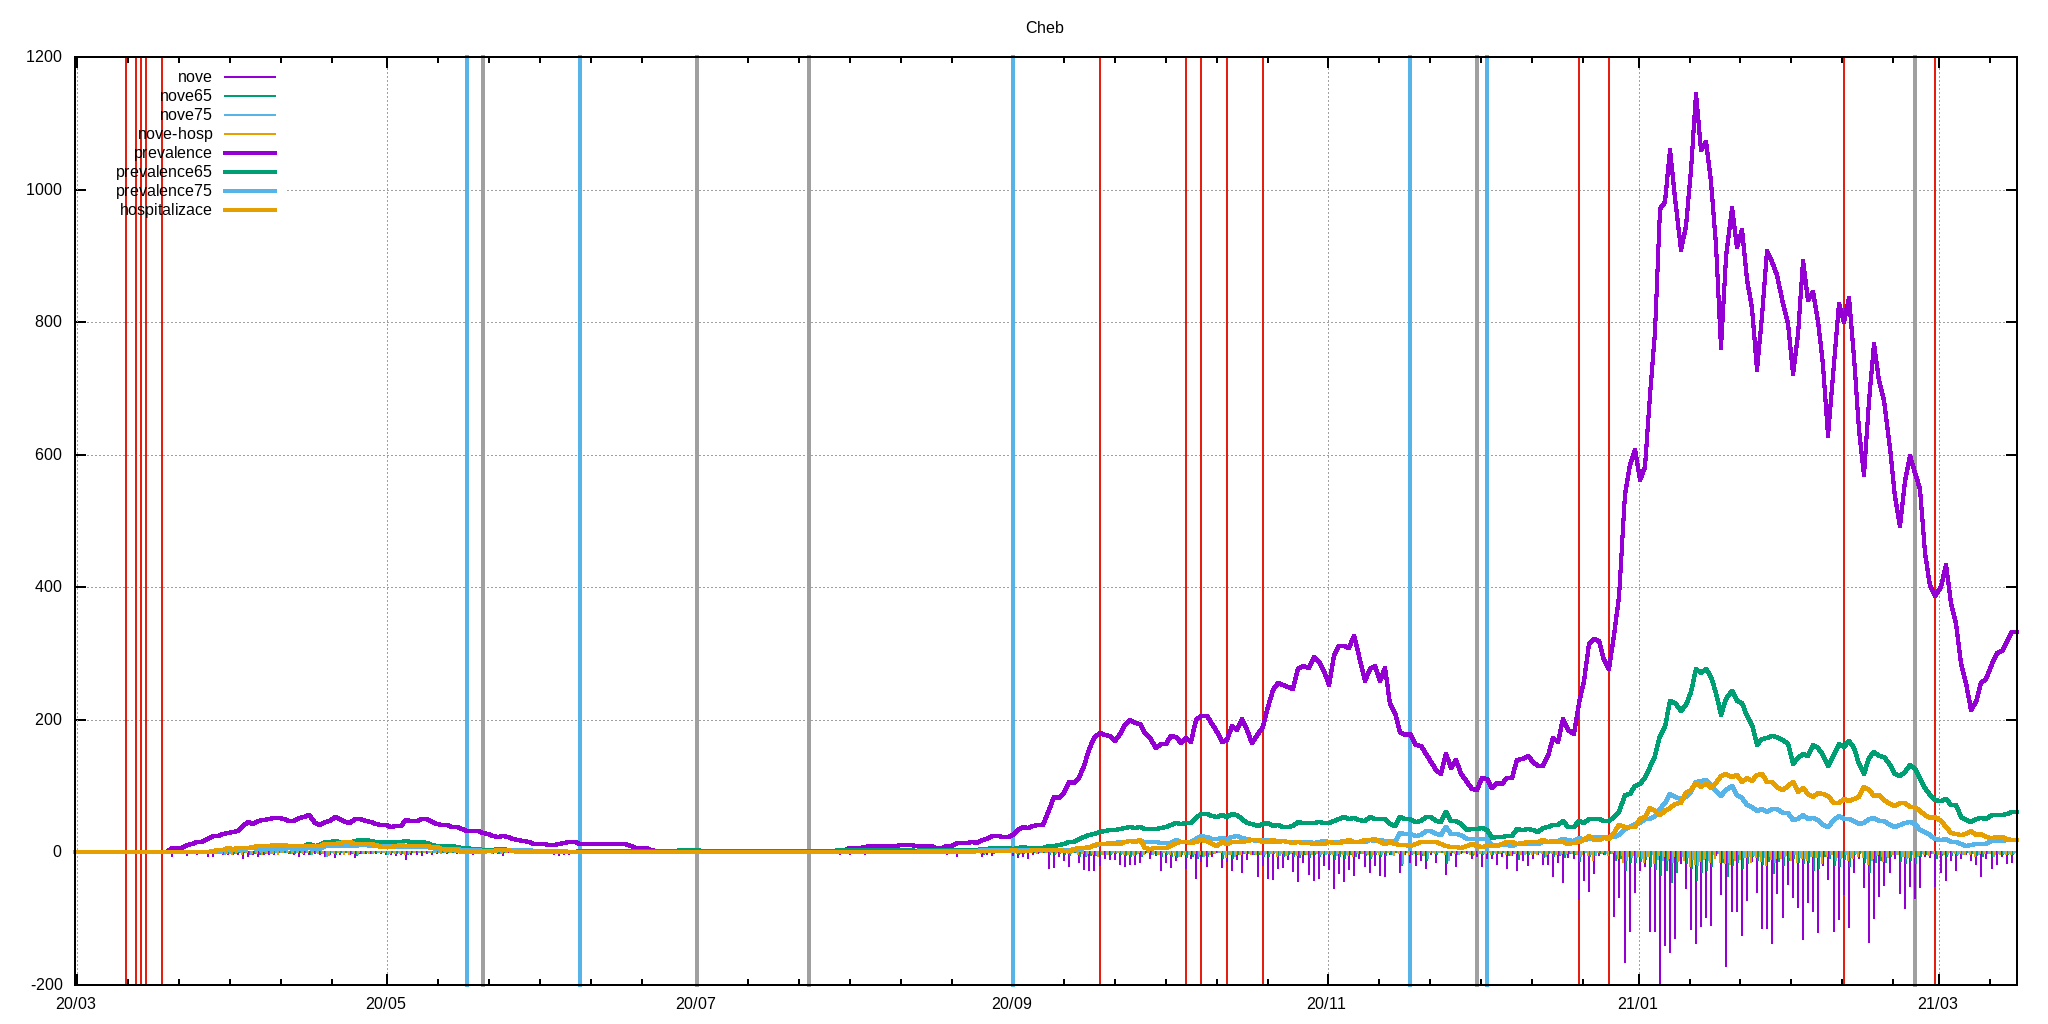 Cheb
1200
nove
nove65
nove75
nove-hosp
prevalence
prevalence65
prevalence75
hospitalizace
1000
800
600
400
200
0
-200
20/03 20/05 20/07 20/09 20/11 21/01 21/03